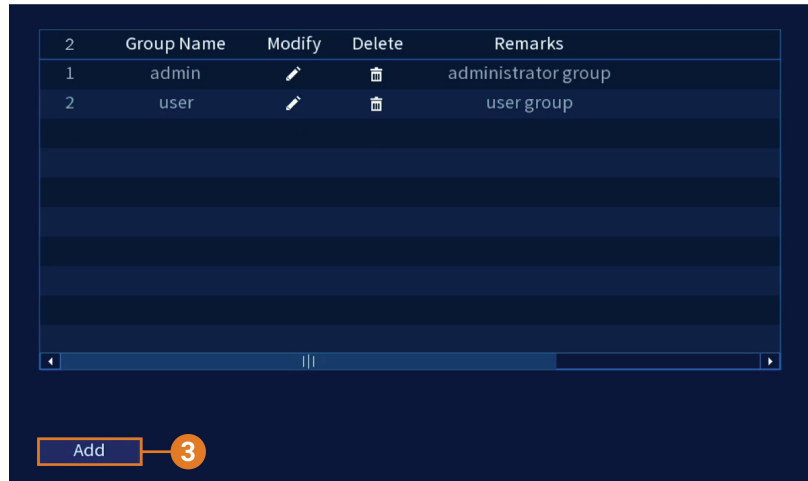 2 Group Name Modify Delete Remarks
1 admin administrator group
2 user user group
Add 3